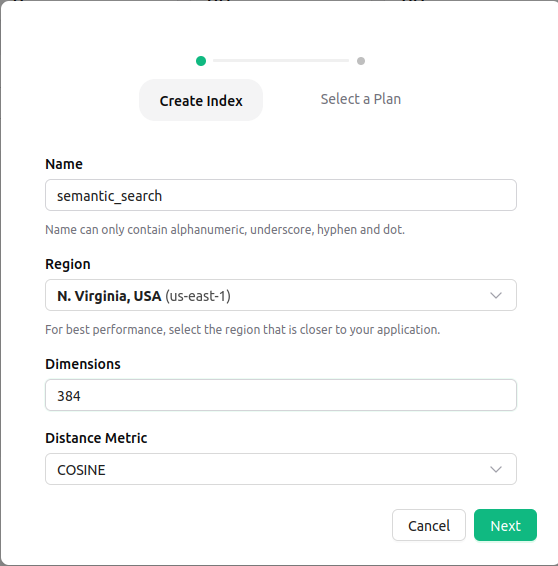 Create Index
Select a Plan
Name
semantic_search
Name can only contain alphanumeric, underscore, hyphen and dot.
Region
N. Virginia, USA (us-east-1)
For best performance, select the region that is closer to your application.
Dimensions
384
Distance Metric
COSINE
Cancel
Next